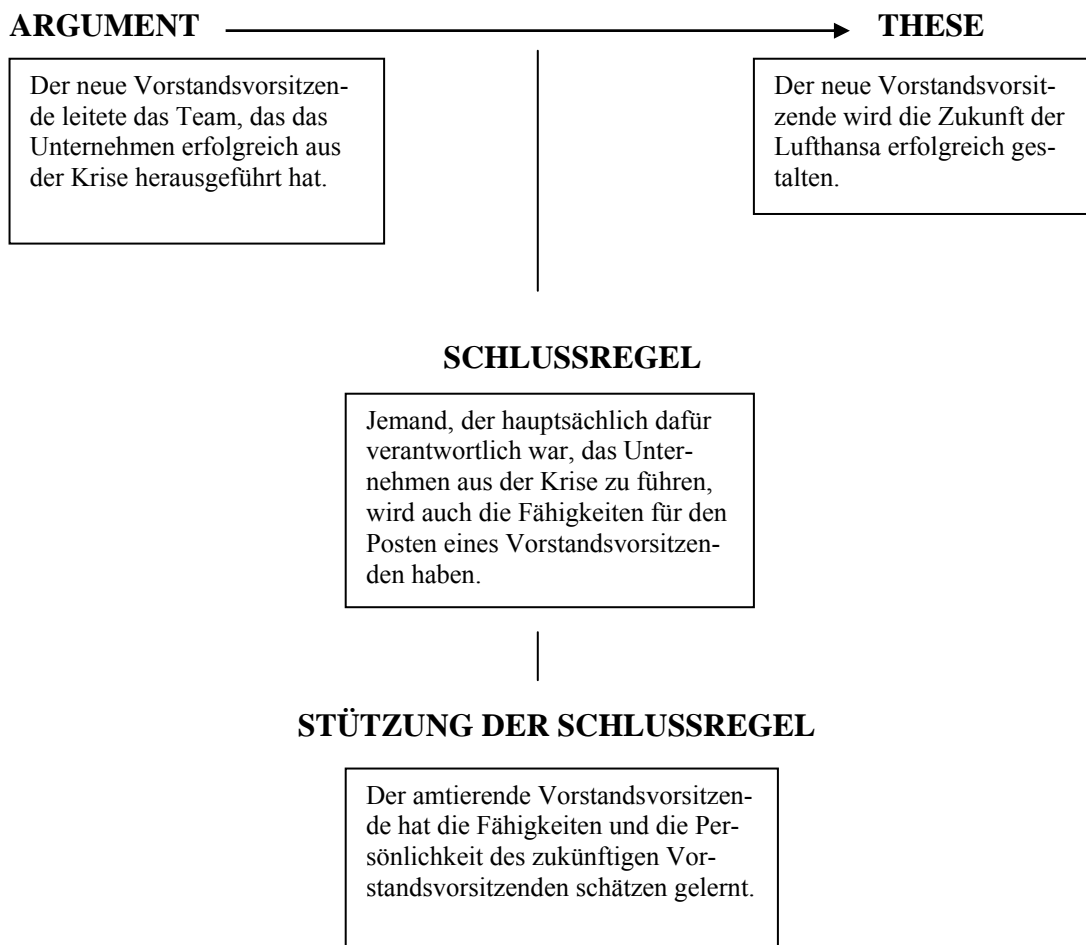 ARGUMENT
THESE
Der neue Vorstandsvorsitzen-
de leitete das Team, das das
Unternehmen erfolgreich aus
der Krise herausgeführt hat.
Der neue Vorstandsvorsit-
zende wird die Zukunft der
Lufthansa erfolgreich ges-
talten.
SCHLUSSREGEL
Jemand, der hauptsächlich dafür
verantwortlich war, das Unter-
nehmen aus der Krise zu führen,
wird auch die Fähigkeiten für den
Posten eines Vorstandsvorsitzen-
den haben.
STÜTZUNG DER SCHLUSSREGEL
Der amtierende Vorstandsvorsitzen-
de hat die Fähigkeiten und die Per-
sönlichkeit des zukünftigen Vor-
standsvorsitzenden schätzen gelernt.